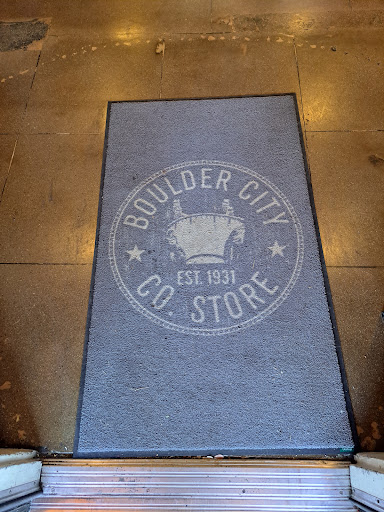 BOULDER CITY
EST. 1931
CO. STORE